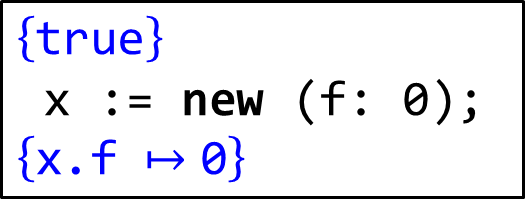 {true}
x := new (f: 0);
{x.f ↦ 0}